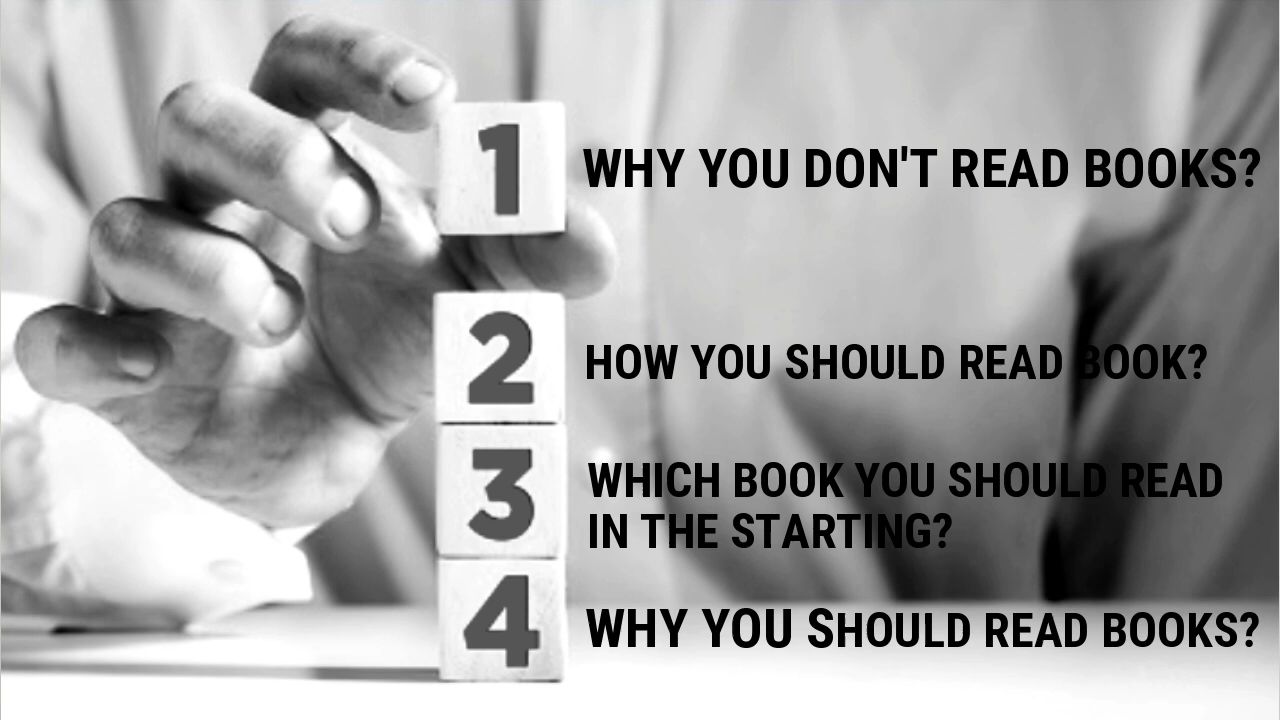 1 WHY YOU DON'T READ BOOKS?
2 HOW YOU SHOULD READ BOOK?
3 WHICH BOOK YOU SHOULD READ
IN THE STARTING?
4 WHY YOU SHOULD READ BOOKS?